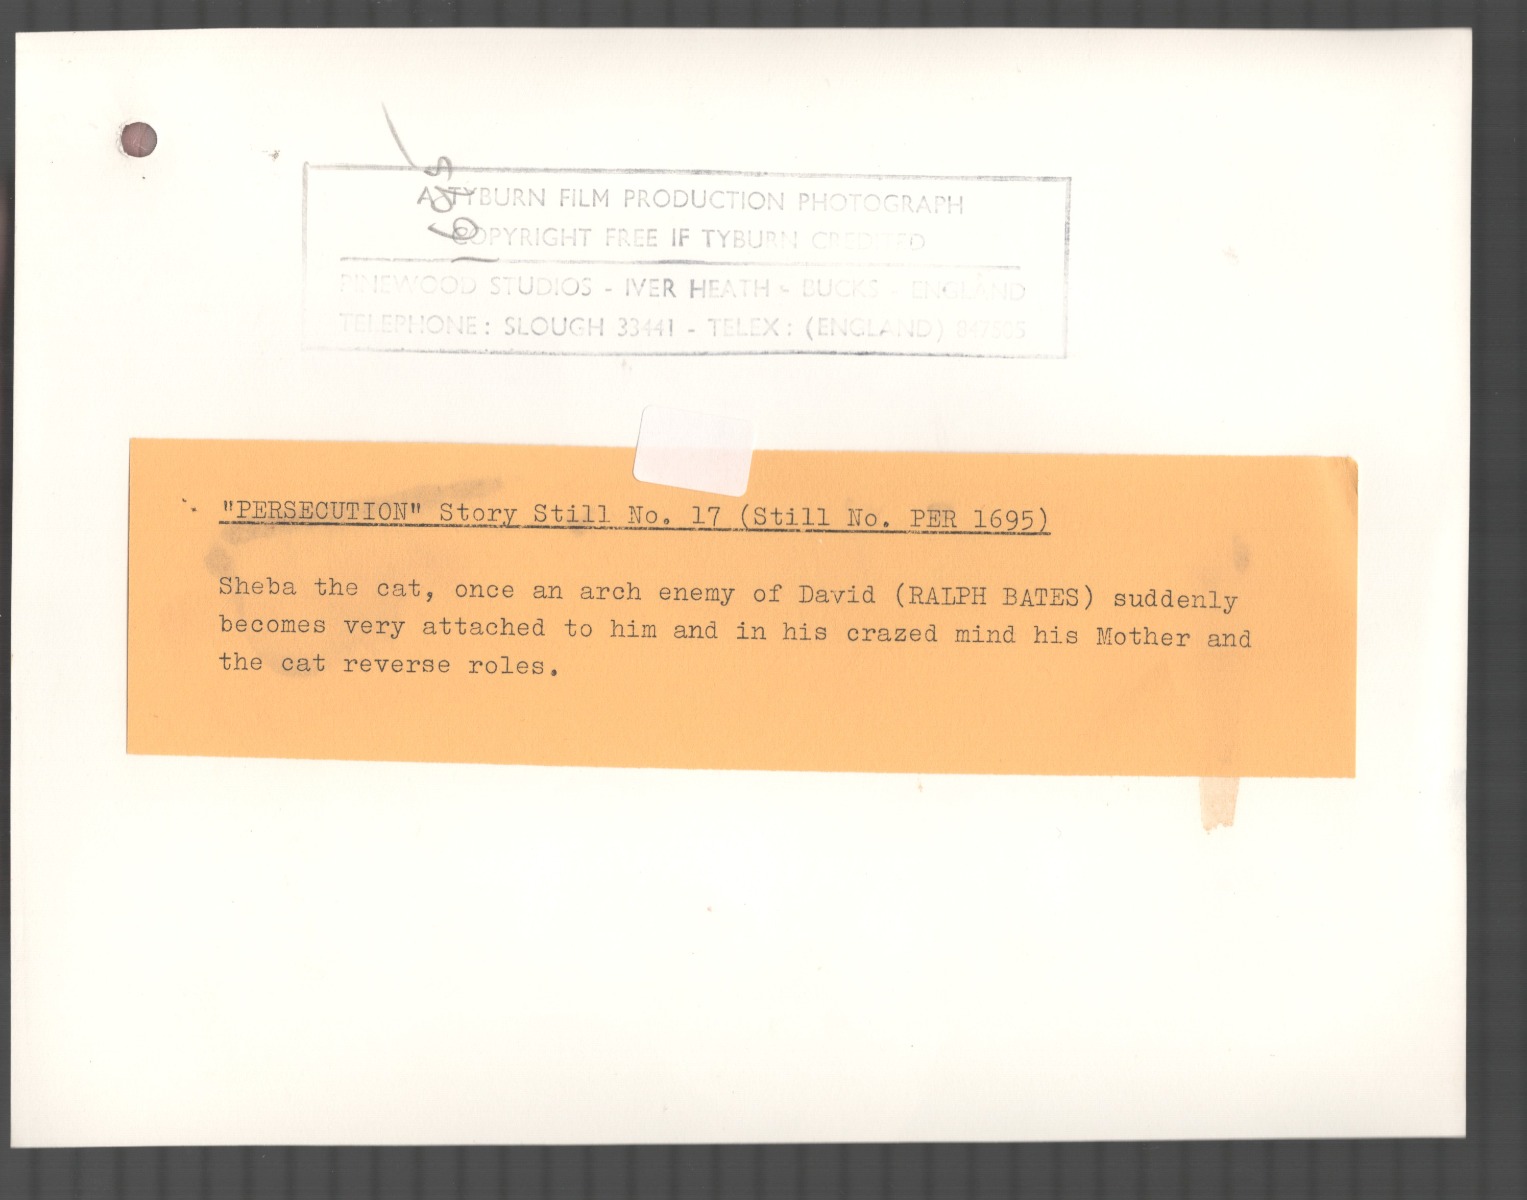 A TYBURN FILM PRODUCTION PHOTOGRAPH
COPYRIGHT FREE IF TYBURN CREDITED
PINEWOOD STUDIOS - IVER HEATH - BUCKS - ENGLAND
TELEPHONE: SLOUGH 33441 - TELEX: (ENGLAND) 847505
"PERSECUTION" Story Still No. 17 (Still No. PER 1695)
Sheba the cat, once an arch enemy of David (RALPH BATES) suddenly
becomes very attached to him and in his crazed mind his Mother and
the cat reverse roles.